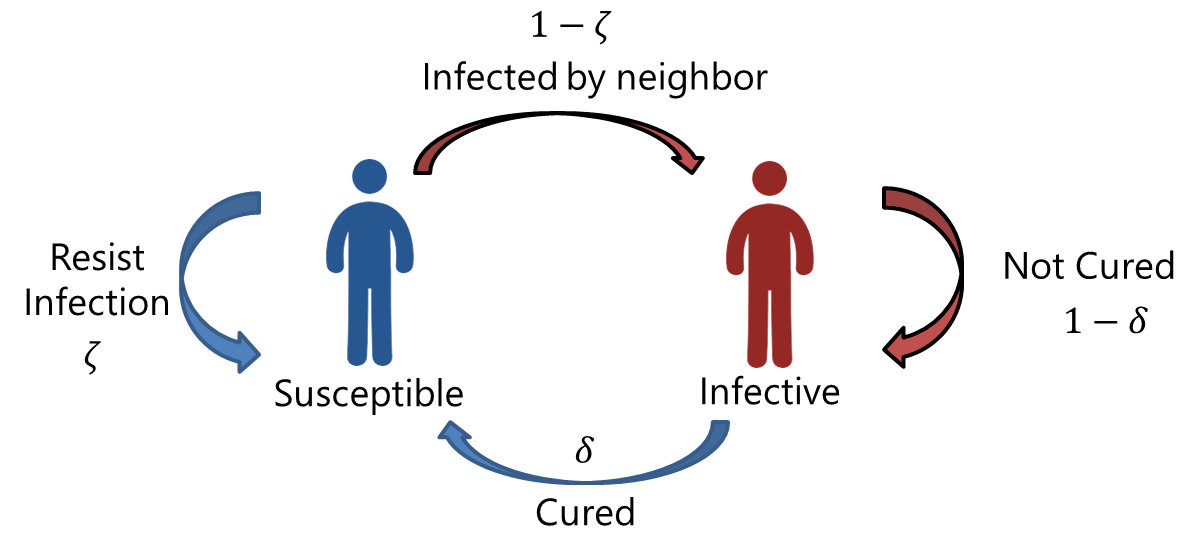 1 − ζ
Infected by neighbor
Resist
Infection
ζ
Not Cured
1 − δ
Susceptible
Infective
δ
Cured